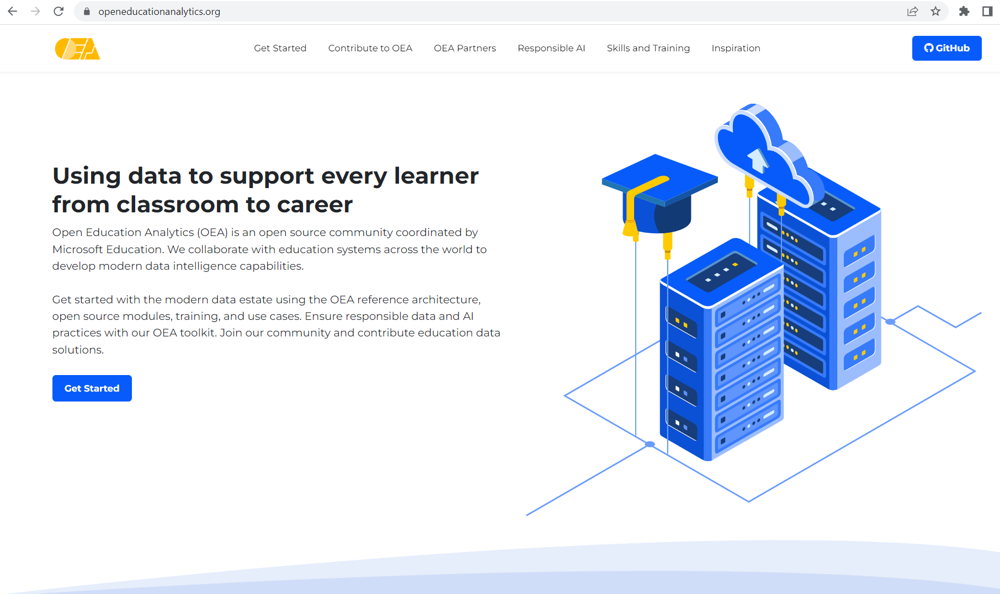 openeducationanalytics.org
OEA
Get Started
Contribute to OEA
OEA Partners
Responsible AI
Skills and Training
Inspiration
GitHub
Using data to support every learner
from classroom to career
Open Education Analytics (OEA) is an open source community coordinated by
Microsoft Education. We collaborate with education systems across the world to
develop modern data intelligence capabilities.
Get started with the modern data estate using the OEA reference architecture,
open source modules, training, and use cases. Ensure responsible data and AI
practices with our OEA toolkit. Join our community and contribute education data
solutions.
Get Started